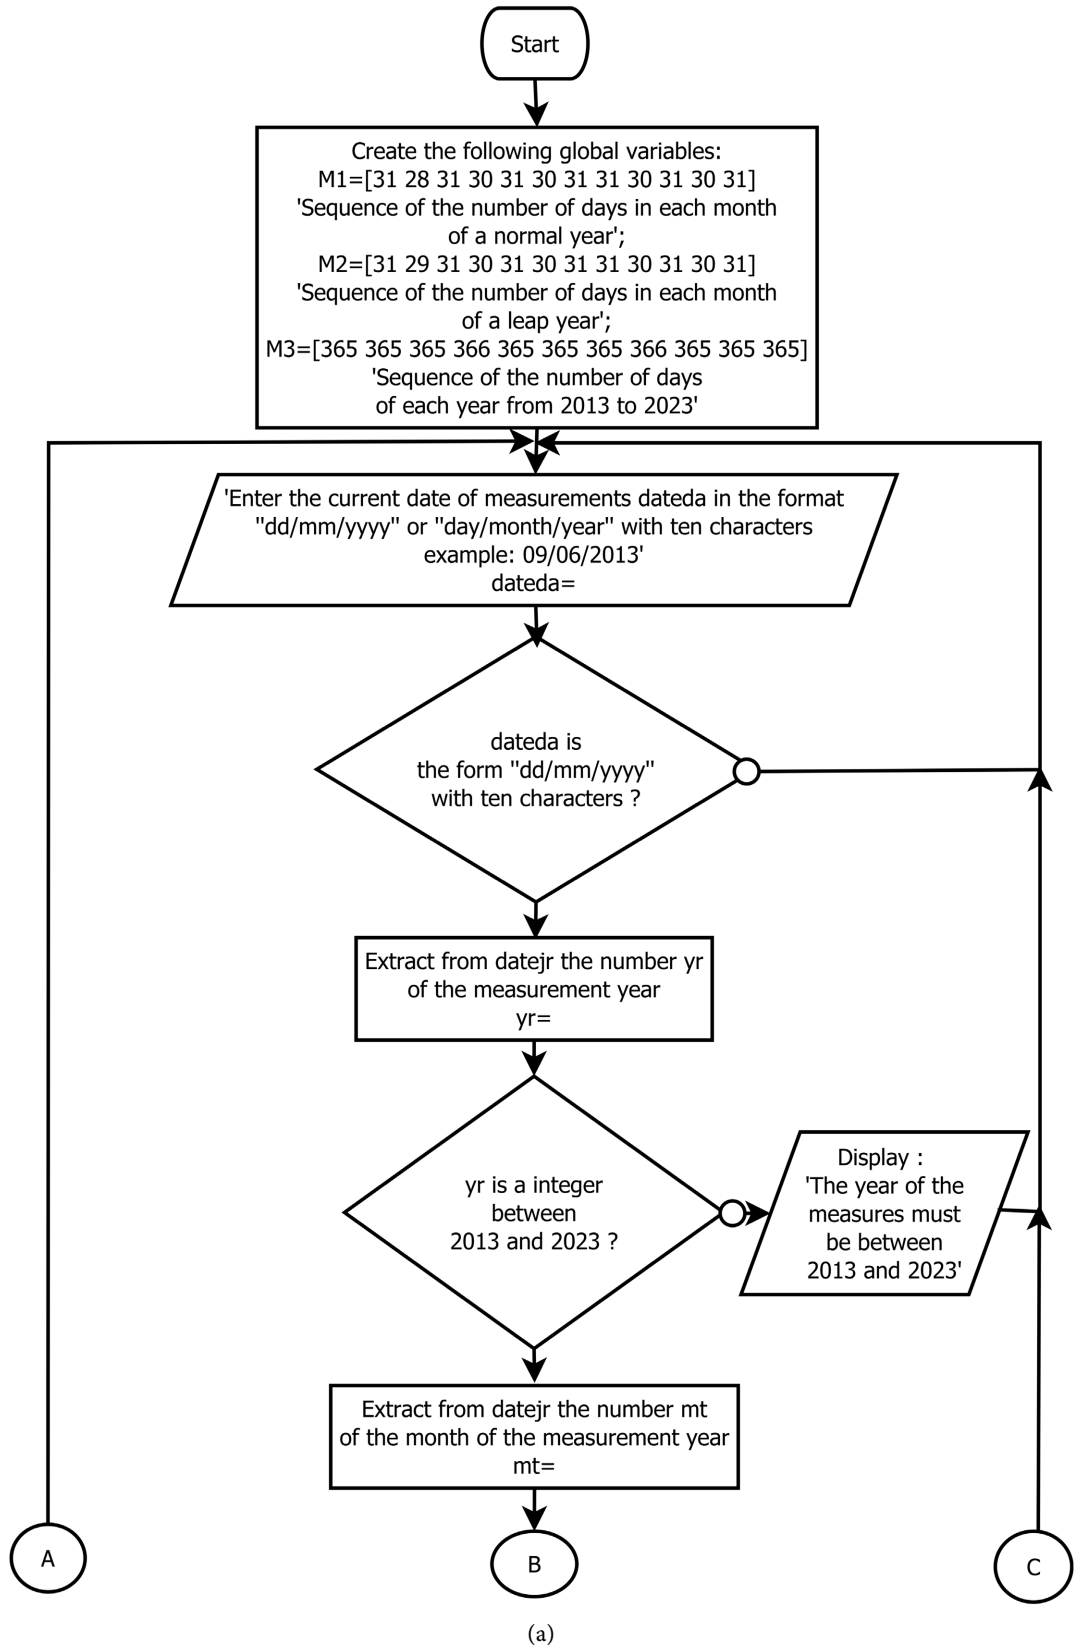 Start
Create the following global variables:
M1=[31 28 31 30 31 30 31 31 30 31 30 31]
'Sequence of the number of days in each month
of a normal year';
M2=[31 29 31 30 31 30 31 31 30 31 30 31]
'Sequence of the number of days in each month
of a leap year';
M3=[365 365 365 366 365 365 365 366 365 365 365]
'Sequence of the number of days
of each year from 2013 to 2023'
'Enter the current date of measurements dateda in the format
"dd/mm/yyyy" or "day/month/year" with ten characters
example: 09/06/2013'
dateda=
dateda is
the form "dd/mm/yyyy"
with ten characters ?
Extract from datejr the number yr
of the measurement year
yr=
yr is a integer
between
2013 and 2023 ?
Display :
'The year of the
measures must
be between
2013 and 2023'
Extract from datejr the number mt
of the month of the measurement year
mt=
A
B
C
(a)